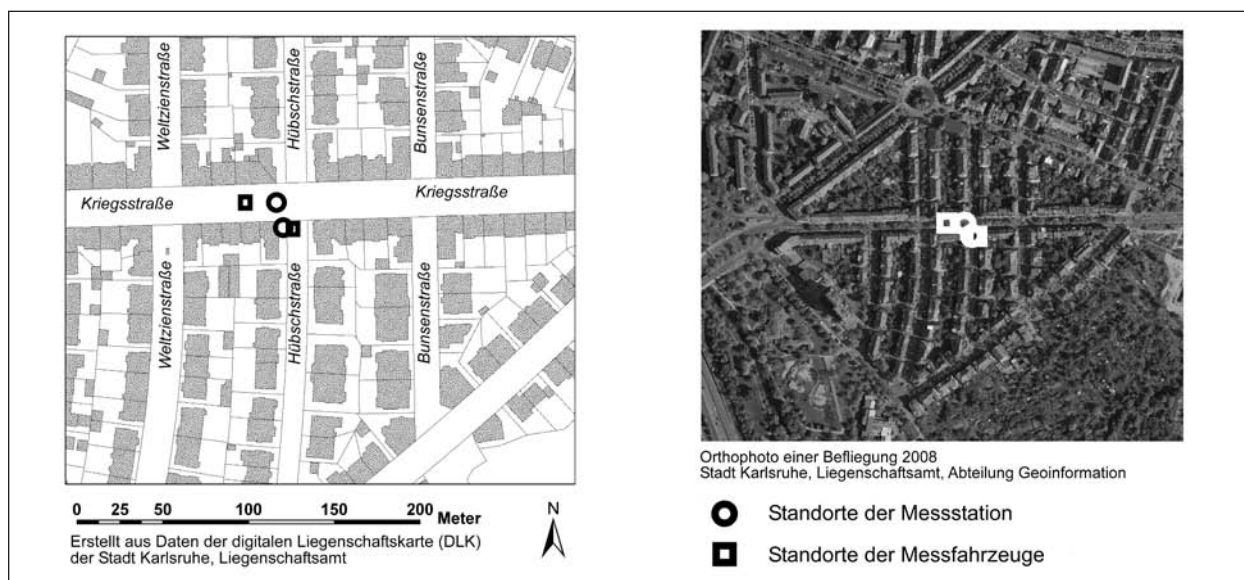 Weltzienstraße
Hübschstraße
Bunsenstraße
Kriegsstraße
Kriegsstraße
Weltzienstraße
Hübschstraße
Bunsenstraße
0 25 50 100 150 200
Meter
N
Erstellt aus Daten der digitalen Liegenschaftskarte (DLK)
der Stadt Karlsruhe, Liegenschaftsamt
Orthophoto einer Befliegung 2008
Stadt Karlsruhe, Liegenschaftsamt, Abteilung Geoinformation
Standorte der Messstation
Standorte der Messfahrzeuge